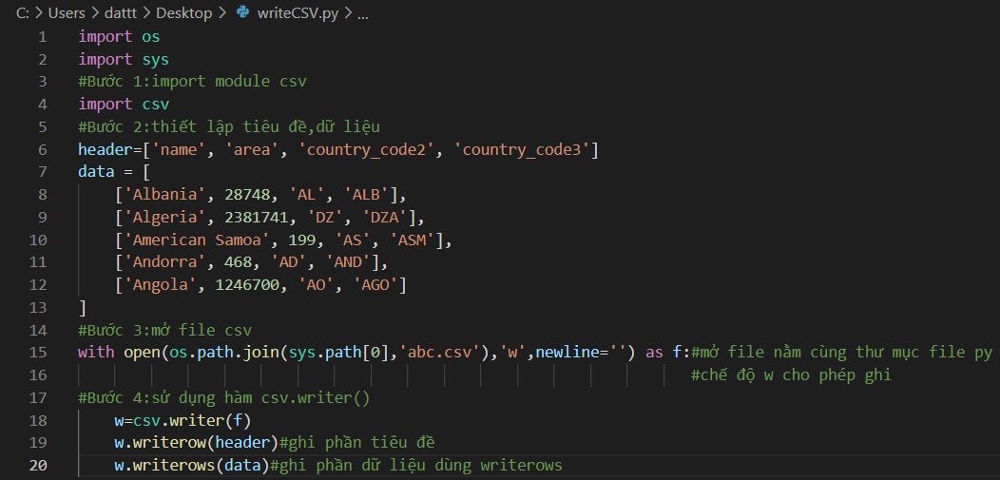 C: > Users > dattt > Desktop > writeCSV.py > ...
1 import os
2 import sys
3 #Bước 1:import module csv
4 import csv
5 #Bước 2:thiết lập tiêu đề,dữ liệu
6 header=['name', 'area', 'country_code2', 'country_code3']
7 data = [
8 ['Albania', 28748, 'AL', 'ALB'],
9 ['Algeria', 2381741, 'DZ', 'DZA'],
10 ['American Samoa', 199, 'AS', 'ASM'],
11 ['Andorra', 468, 'AD', 'AND'],
12 ['Angola', 1246700, 'AO', 'AGO']
13 ]
14 #Bước 3:mở file csv
15 with open(os.path.join(sys.path[0],'abc.csv'),'w',newline='') as f:#mở file nằm cùng thư mục file py
16 #chế độ w cho phép ghi
17 #Bước 4:sử dụng hàm csv.writer()
18 w=csv.writer(f)
19 w.writerow(header)#ghi phần tiêu đề
20 w.writerows(data)#ghi phần dữ liệu dùng writerows